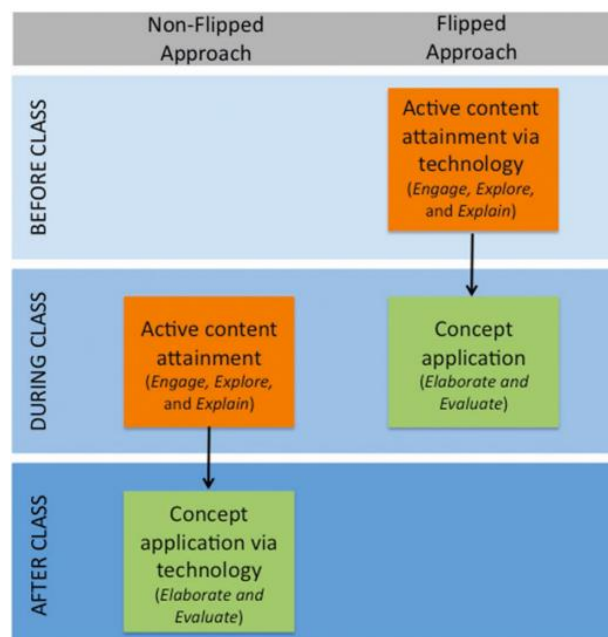 Non-Flipped
Approach
Flipped
Approach
BEFORE CLASS
Active content
attainment via
technology
(Engage, Explore,
and Explain)
DURING CLASS
Active content
attainment
(Engage, Explore,
and Explain)
Concept
application
(Elaborate and
Evaluate)
AFTER CLASS
Concept
application via
technology
(Elaborate and
Evaluate)